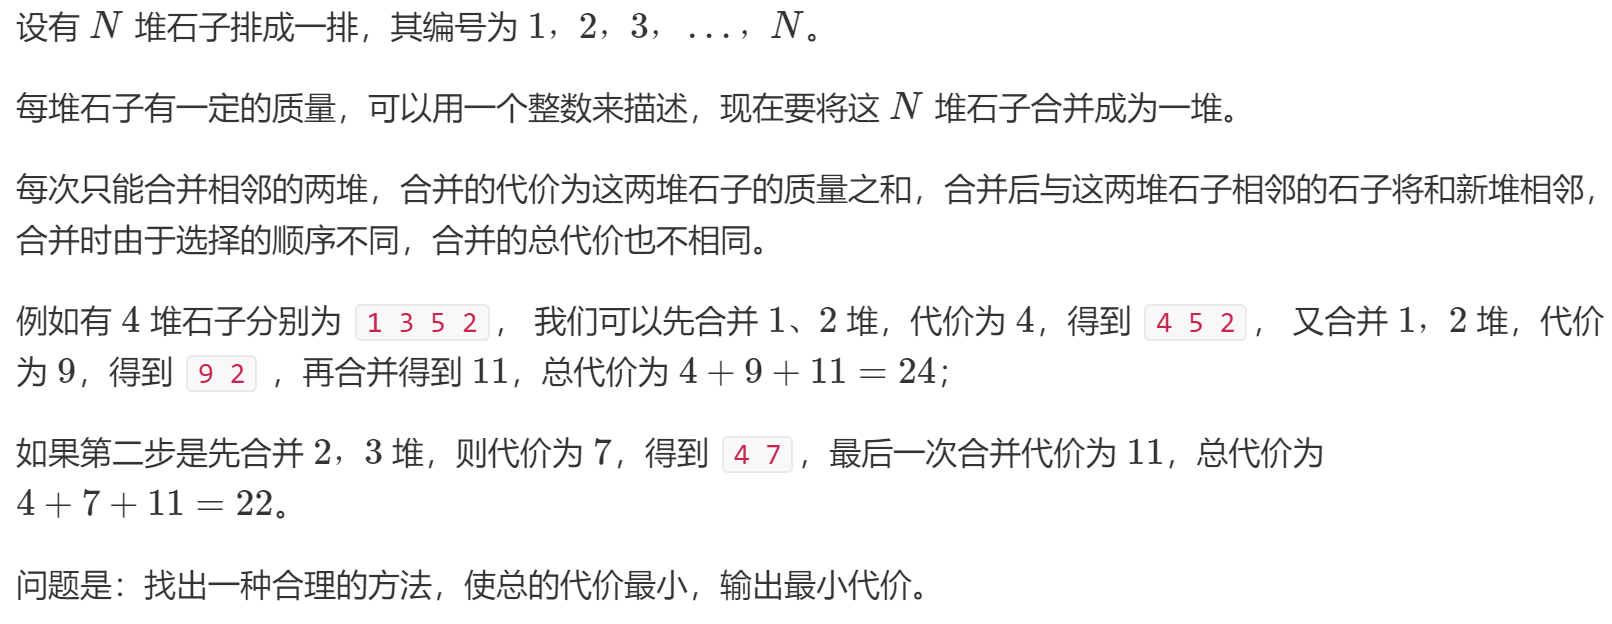 设有 N 堆石子排成一排，其编号为 1，2，3，...，N。
每堆石子有一定的质量，可以用一个整数来描述，现在要将这 N 堆石子合并成为一堆。
每次只能合并相邻的两堆，合并的代价为这两堆石子的质量之和，合并后与这两堆石子相邻的石子将和新堆相邻，
合并时由于选择的顺序不同，合并的总代价也不相同。
例如有 4 堆石子分别为 1 3 5 2， 我们可以先合并 1、2 堆，代价为 4，得到 4 5 2， 又合并 1，2 堆，代价
为 9，得到 9 2 ，再合并得到 11，总代价为 4 + 9 + 11 = 24；
如果第二步是先合并 2，3 堆，则代价为 7，得到 4 7，最后一次合并代价为 11，总代价为
4 + 7 + 11 = 22。
问题是：找出一种合理的方法，使总的代价最小，输出最小代价。